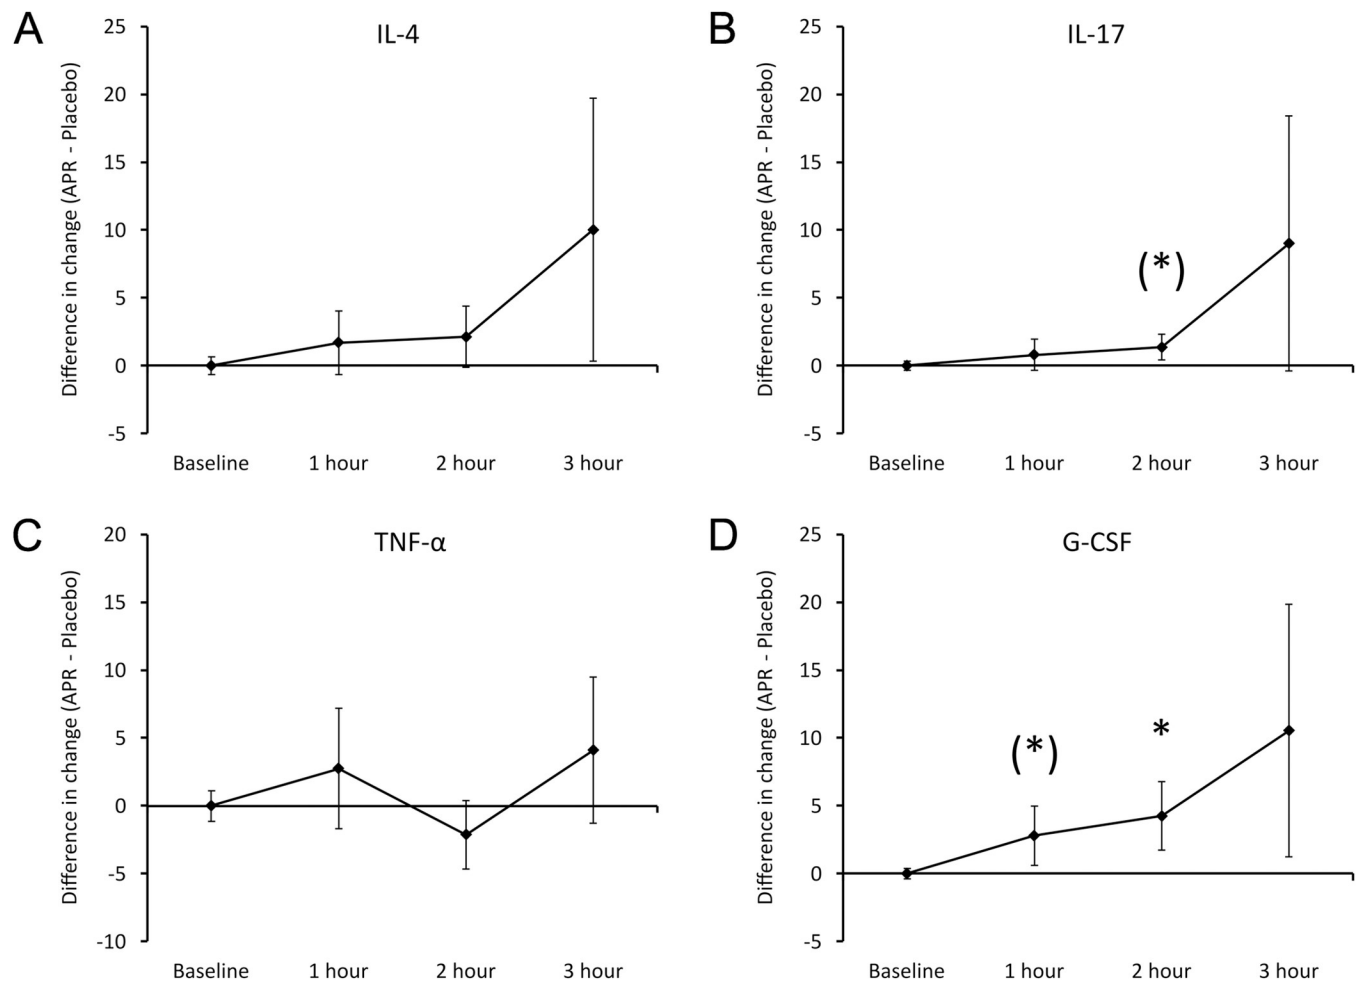 A
IL-4
Difference in change (APR - Placebo)
25
20
15
10
5
0
-5
Baseline 1 hour 2 hour 3 hour
B
IL-17
Difference in change (APR - Placebo)
25
20
15
10
5
0
-5
(*)
Baseline 1 hour 2 hour 3 hour
C
TNF-α
Difference in change (APR - Placebo)
20
15
10
5
0
-5
-10
Baseline 1 hour 2 hour 3 hour
D
G-CSF
Difference in change (APR - Placebo)
25
20
15
10
5
0
-5
(*) *
Baseline 1 hour 2 hour 3 hour